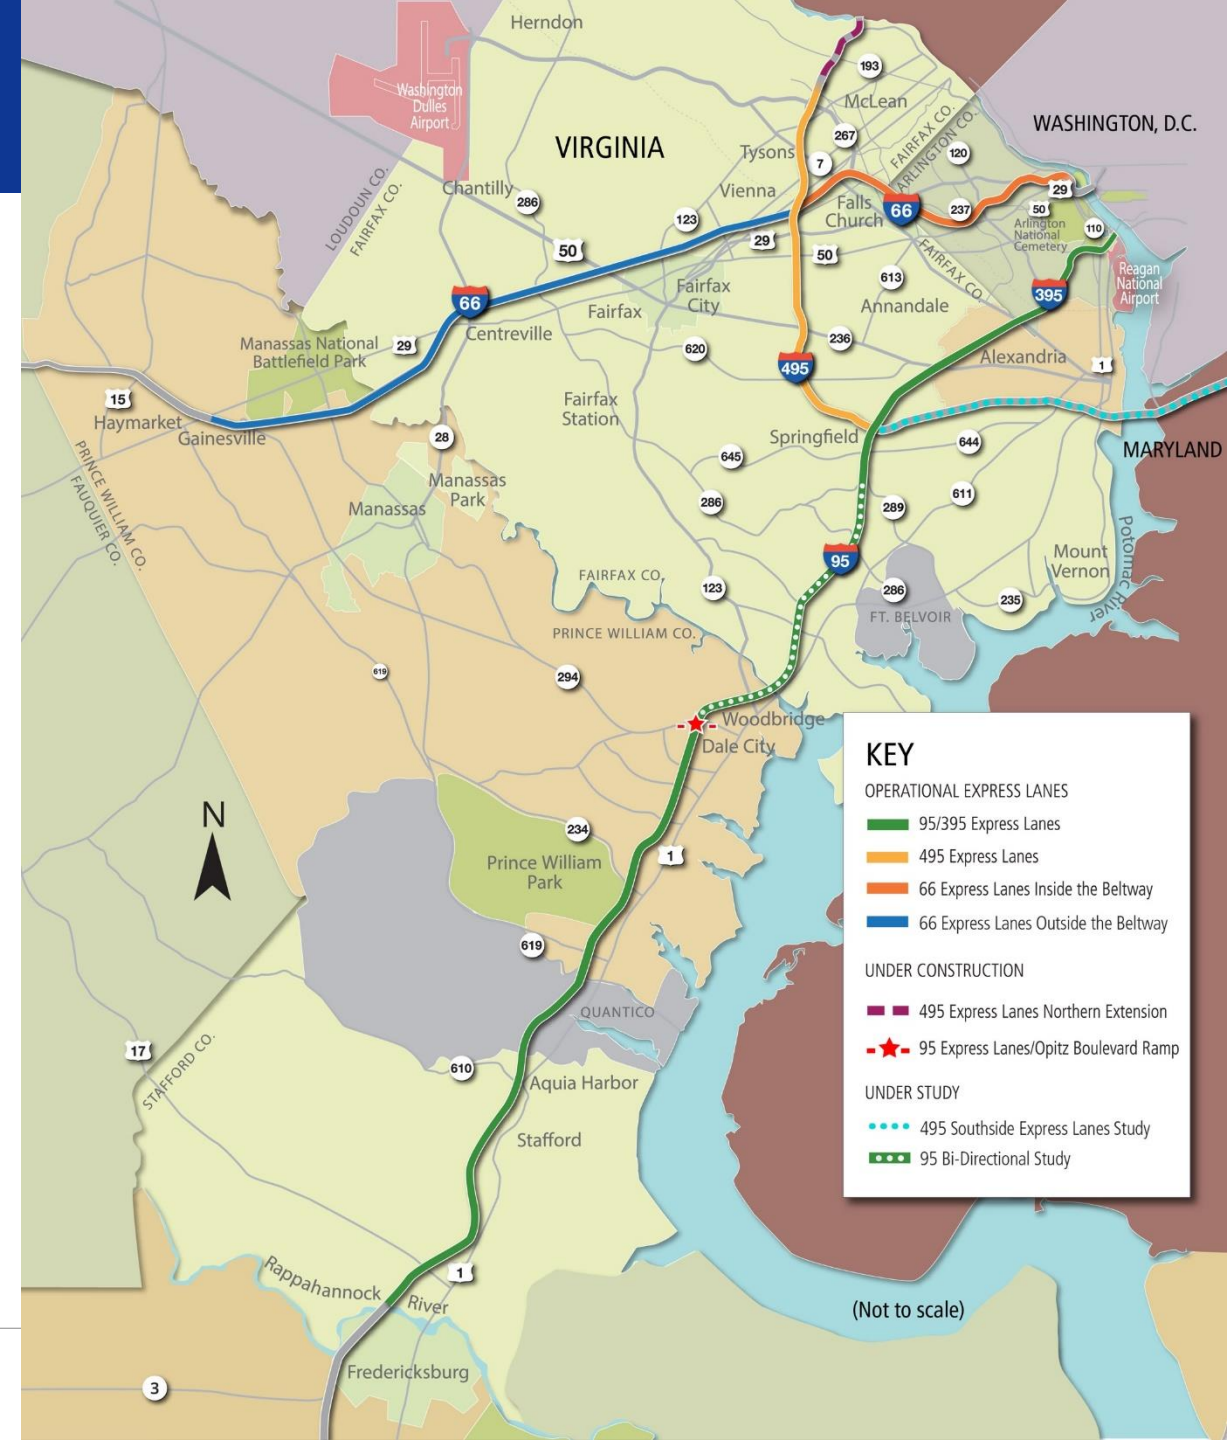 Herndon
193
McLean
Washington
Dulles
Airport
FAIRFAX CO.
ARLINGTON CO.
WASHINGTON, D.C.
VIRGINIA
267
Tysons
7
120
Chantilly
286
Vienna
LOUDOUN CO.
FAIRFAX CO.
123
Falls
Church
66
237
29
50
Arlington
National
Cemetery
110
29
50
50
FAIRFAX CO.
613
Reagan
National
Airport
Fairfax
City
395
66
Annandale
Fairfax
Centreville
Manassas National
Battlefield Park
29
620
236
Alexandria
1
495
15
Haymarket
Gainesville
Fairfax
Station
Springfield
28
644
MARYLAND
645
PRINCE WILLIAM CO.
FAUQUIER CO.
Manassas
Park
Manassas
286
289
611
Potomac River
95
Mount
Vernon
FAIRFAX CO.
123
286
235
FT. BELVOIR
PRINCE WILLIAM CO.
619
294
Woodbridge
Dale City
N
234
Prince William
Park
1
619
QUANTICO
17
STAFFORD CO.
610
Aquia Harbor
Stafford
Rappahannock
River
1
Fredericksburg
3
KEY
OPERATIONAL EXPRESS LANES
95/395 Express Lanes
495 Express Lanes
66 Express Lanes Inside the Beltway
66 Express Lanes Outside the Beltway
UNDER CONSTRUCTION
495 Express Lanes Northern Extension
95 Express Lanes/Opitz Boulevard Ramp
UNDER STUDY
495 Southside Express Lanes Study
95 Bi-Directional Study
(Not to scale)